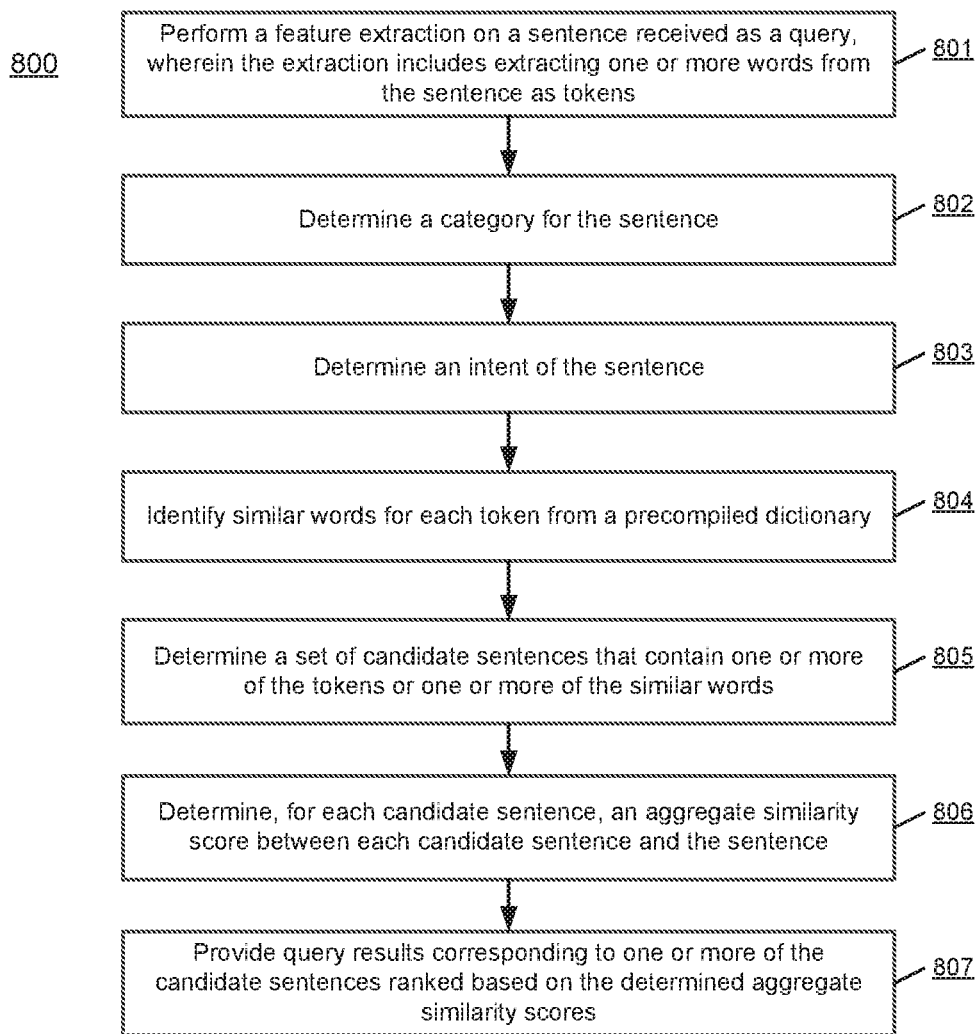 800
Perform a feature extraction on a sentence received as a query,
wherein the extraction includes extracting one or more words from
the sentence as tokens
801
Determine a category for the sentence
802
Determine an intent of the sentence
803
Identify similar words for each token from a precompiled dictionary
804
Determine a set of candidate sentences that contain one or more
of the tokens or one or more of the similar words
805
Determine, for each candidate sentence, an aggregate similarity
score between each candidate sentence and the sentence
806
Provide query results corresponding to one or more of the
candidate sentences ranked based on the determined aggregate
similarity scores
807